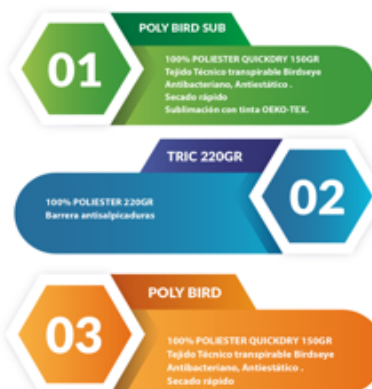 POLY BIRD SUB
01
100% POLIESTER QUICKDRY 150GR
Tejido Técnico transpirable Birdseye
Antibacteriano, Antiestático .
Secado rápido
Sublimación con tinta OEKO-TEX.
TRIC 220GR
100% POLIESTER 220GR
Barrera antisalpicaduras
02
POLY BIRD
03
100% POLIESTER QUICKDRY 150GR
Tejido Técnico transpirable Birdseye
Antibacteriano, Antiestático .
Secado rápido